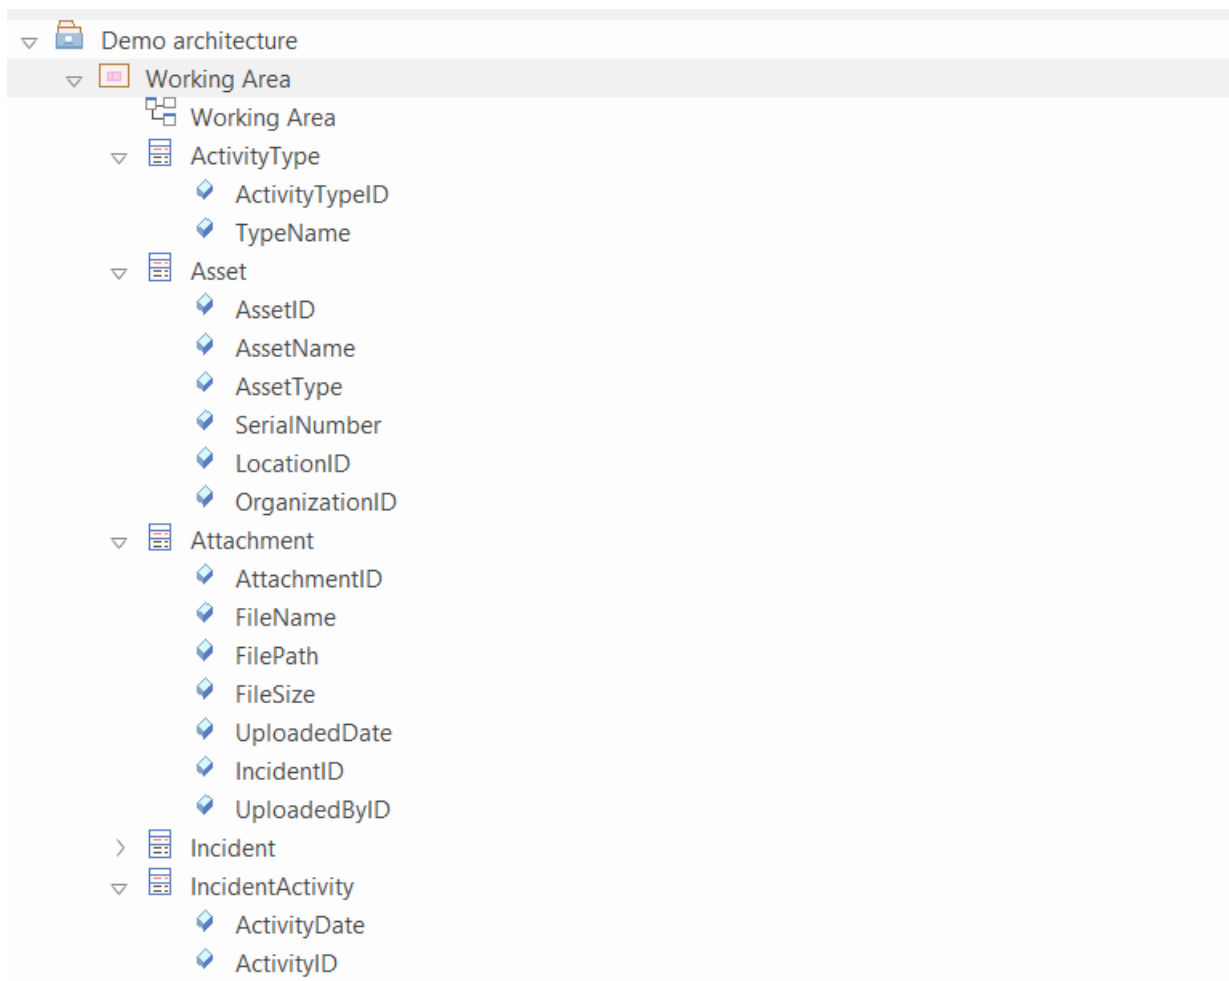 Demo architecture
Working Area
Working Area
ActivityType
ActivityTypeID
TypeName
Asset
AssetID
AssetName
AssetType
SerialNumber
LocationID
OrganizationID
Attachment
AttachmentID
FileName
FilePath
FileSize
UploadedDate
IncidentID
UploadedByID
Incident
IncidentActivity
ActivityDate
ActivityID